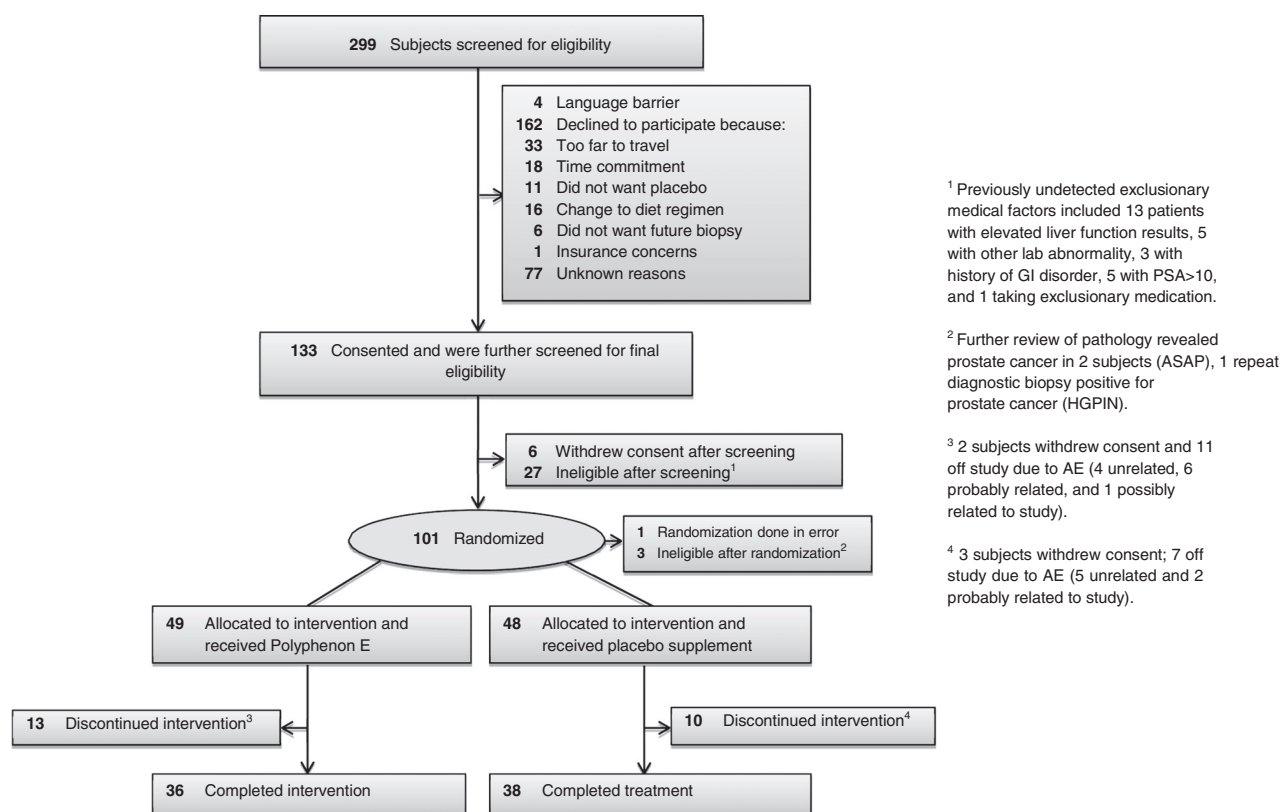 299 Subjects screened for eligibility
4 Language barrier
162 Declined to participate because:
33 Too far to travel
18 Time commitment
11 Did not want placebo
16 Change to diet regimen
6 Did not want future biopsy
1 Insurance concerns
77 Unknown reasons
133 Consented and were further screened for final
eligibility
6 Withdrew consent after screening
27 Ineligible after screening1
101 Randomized
1 Randomization done in error
3 Ineligible after randomization2
49 Allocated to intervention and
received Polyphenon E
48 Allocated to intervention and
received placebo supplement
13 Discontinued intervention3
10 Discontinued intervention4
36 Completed intervention
38 Completed treatment
1 Previously undetected exclusionary
medical factors included 13 patients
with elevated liver function results, 5
with other lab abnormality, 3 with
history of GI disorder, 5 with PSA>10,
and 1 taking exclusionary medication.
2 Further review of pathology revealed
prostate cancer in 2 subjects (ASAP), 1 repeat
diagnostic biopsy positive for
prostate cancer (HGPIN).
3 2 subjects withdrew consent and 11
off study due to AE (4 unrelated, 6
probably related, and 1 possibly
related to study).
4 3 subjects withdrew consent; 7 off
study due to AE (5 unrelated and 2
probably related to study).